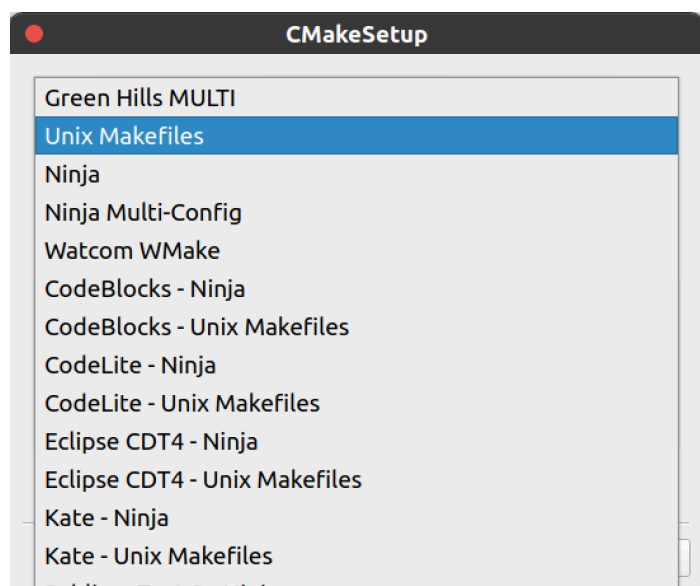 CMakeSetup
Green Hills MULTI
Unix Makefiles
Ninja
Ninja Multi-Config
Watcom WMake
CodeBlocks - Ninja
CodeBlocks - Unix Makefiles
CodeLite - Ninja
CodeLite - Unix Makefiles
Eclipse CDT4 - Ninja
Eclipse CDT4 - Unix Makefiles
Kate - Ninja
Kate - Unix Makefiles